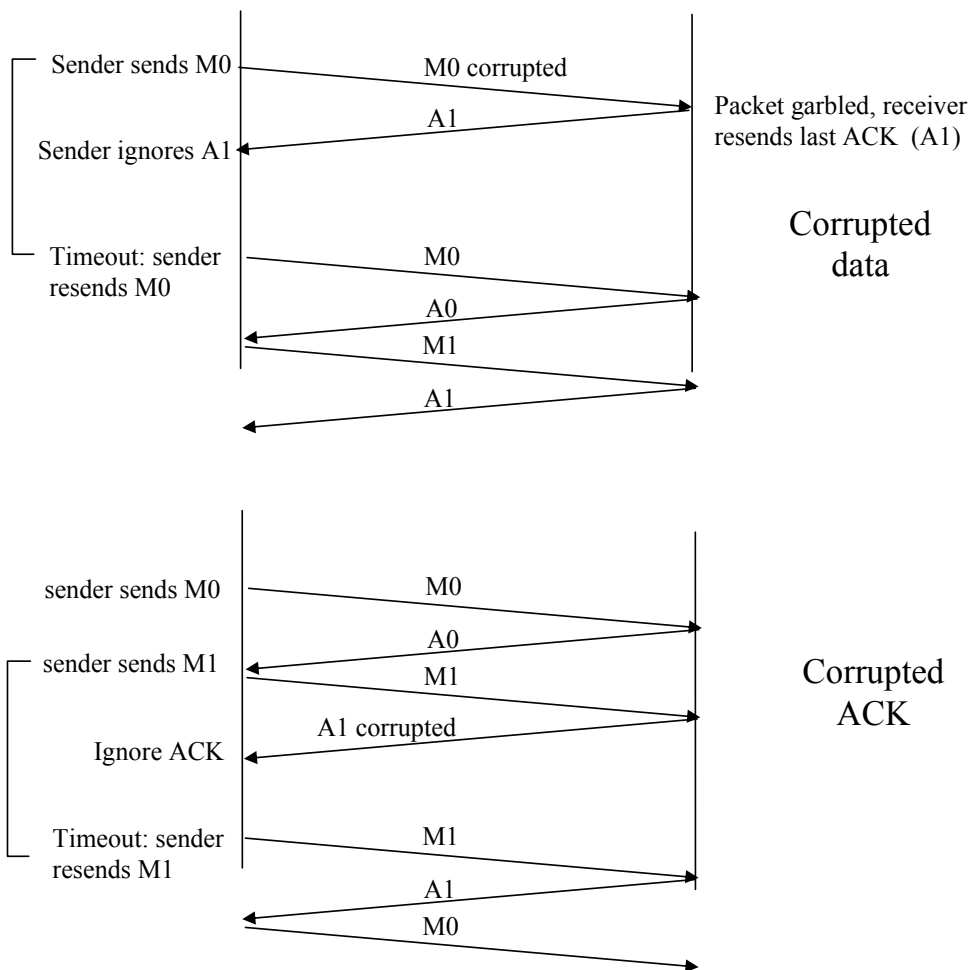 Sender sends M0
M0 corrupted
Packet garbled, receiver
resends last ACK  (A1)
A1
Sender ignores A1
Corrupted
data
Timeout: sender
resends M0
M0
A0
M1
A1
sender sends M0
M0
A0
sender sends M1
M1
Corrupted
ACK
A1 corrupted
Ignore ACK
Timeout: sender
resends M1
M1
A1
M0